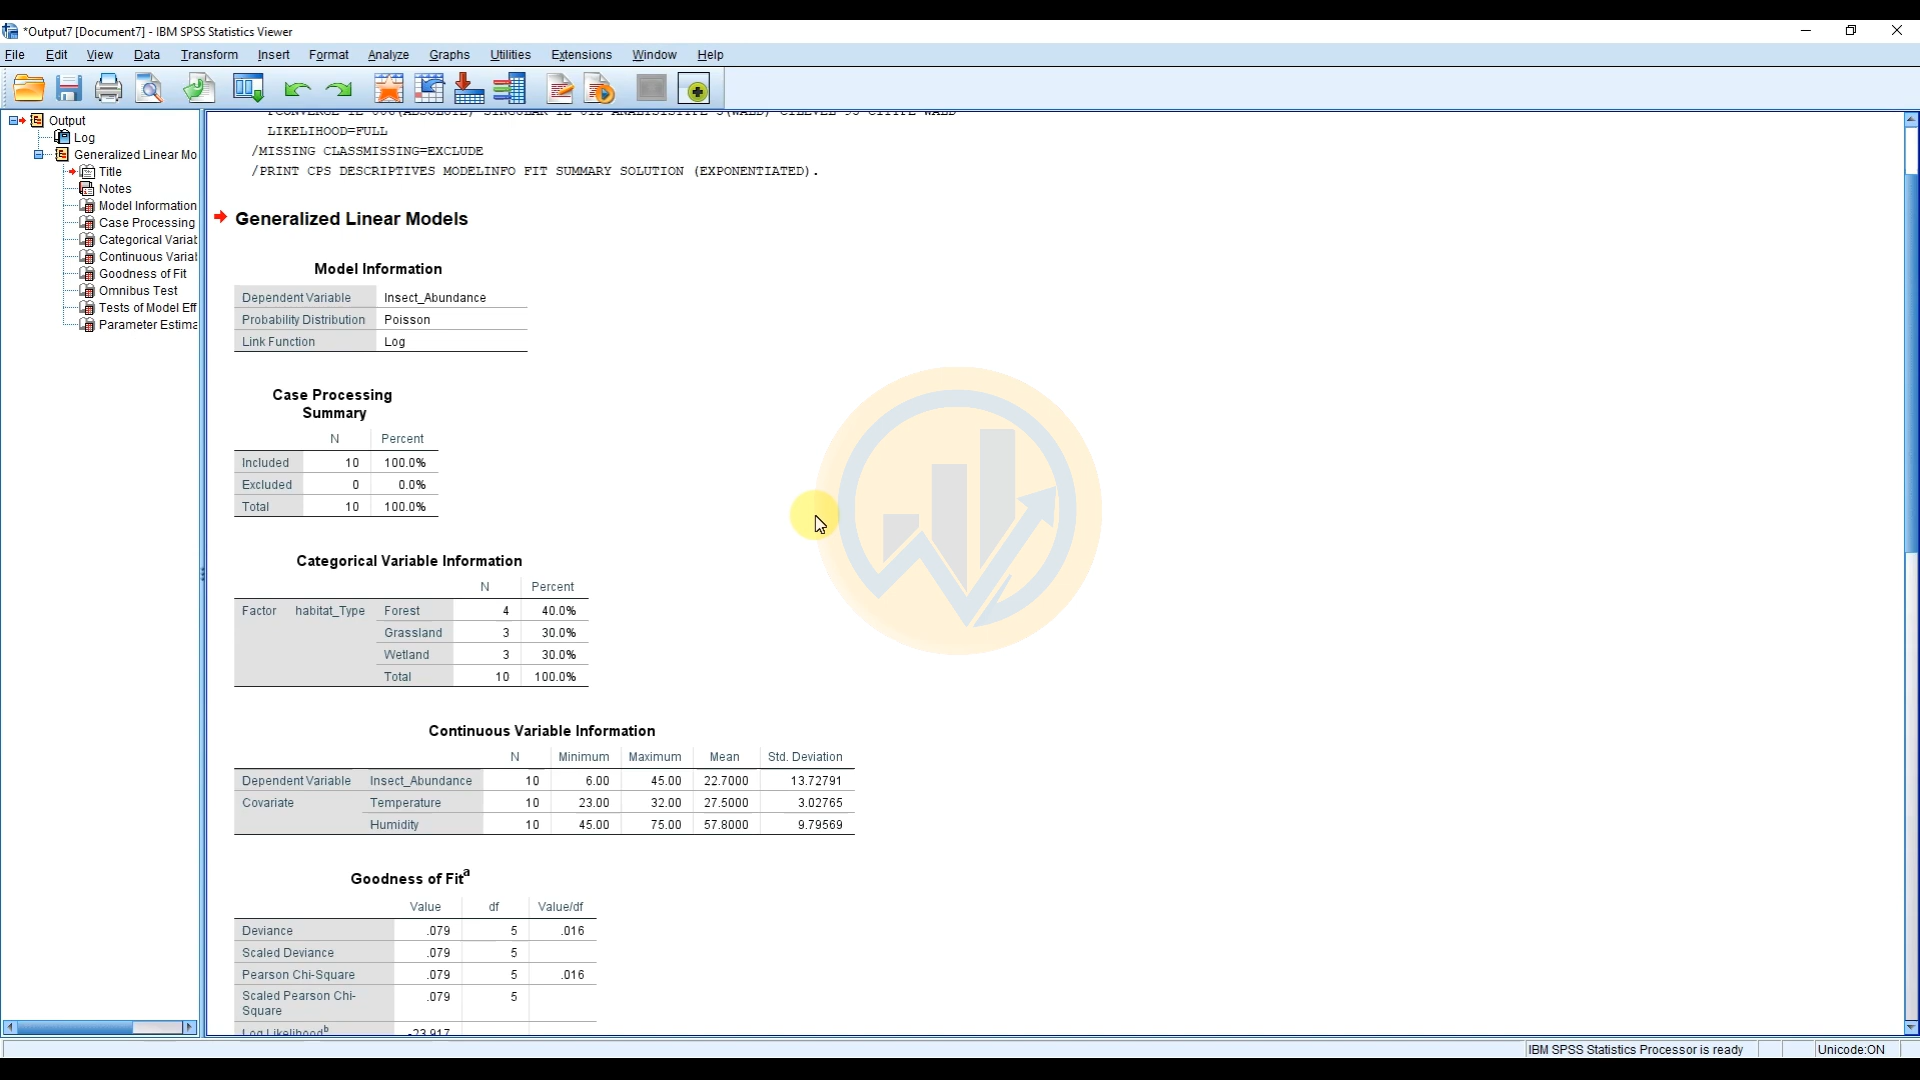 *Output7 [Document7] - IBM SPSS Statistics Viewer
File Edit View Data Transform Insert Format Analyze Graphs Utilities Extensions Window Help
Output
Log
Generalized Linear Mo
Title
Notes
Model Information
Case Processing
Categorical Variab
Continuous Variab
Goodness of Fit
Omnibus Test
Tests of Model Eff
Parameter Estima
LIKELIHOOD=FULL
/MISSING CLASSMISSING=EXCLUDE
/PRINT CPS DESCRIPTIVES MODELINFO FIT SUMMARY SOLUTION (EXPONENTIATED).
Generalized Linear Models
Model Information
Dependent Variable Insect_Abundance
Probability Distribution Poisson
Link Function Log
Case Processing
Summary
N Percent
Included 10 100.0%
Excluded 0 0.0%
Total 10 100.0%
Categorical Variable Information
N Percent
Factor habitat_Type Forest 4 40.0%
Grassland 3 30.0%
Wetland 3 30.0%
Total 10 100.0%
Continuous Variable Information
N Minimum Maximum Mean Std. Deviation
Dependent Variable Insect_Abundance 10 6.00 45.00 22.7000 13.72791
Covariate Temperature 10 23.00 32.00 27.5000 3.02765
Humidity 10 45.00 75.00 57.8000 9.79569
Goodness of Fit^a
Value df Value/df
Deviance .079 5 .016
Scaled Deviance .079 5
Pearson Chi-Square .079 5 .016
Scaled Pearson Chi-
Square .079 5
Log Likelihood^b -23.917
IBM SPSS Statistics Processor is ready Unicode:ON